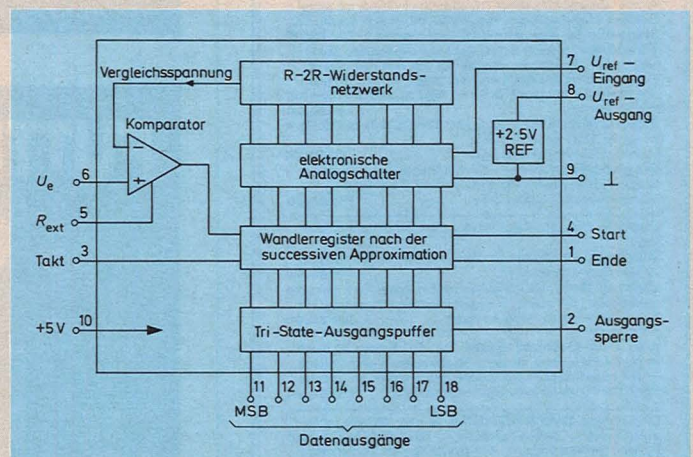 Vergleichsspannung
R-2R-Widerstands-
netzwerk
7
U_ref –
Eingang
8
U_ref –
Ausgang
Komparator
+2·5V
REF
elektronische
Analogschalter
–
+
U_e
6
9
⊥
R_ext
5
Wandlerregister nach der
successiven Approximation
4
Start
Takt
3
1
Ende
+5V
10
Tri-State-Ausgangspuffer
2
Ausgangs-
sperre
11 12 13 14 15 16 17 18
MSB LSB
Datenausgänge